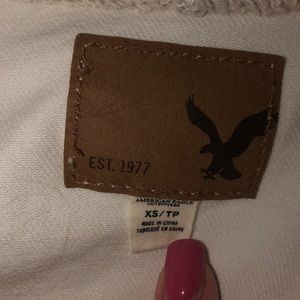 EST. 1977
AMERICAN EAGLE
OUTFITTERS
XS/TP
MADE IN CHINA
FABRIQUÉ EN CHINE